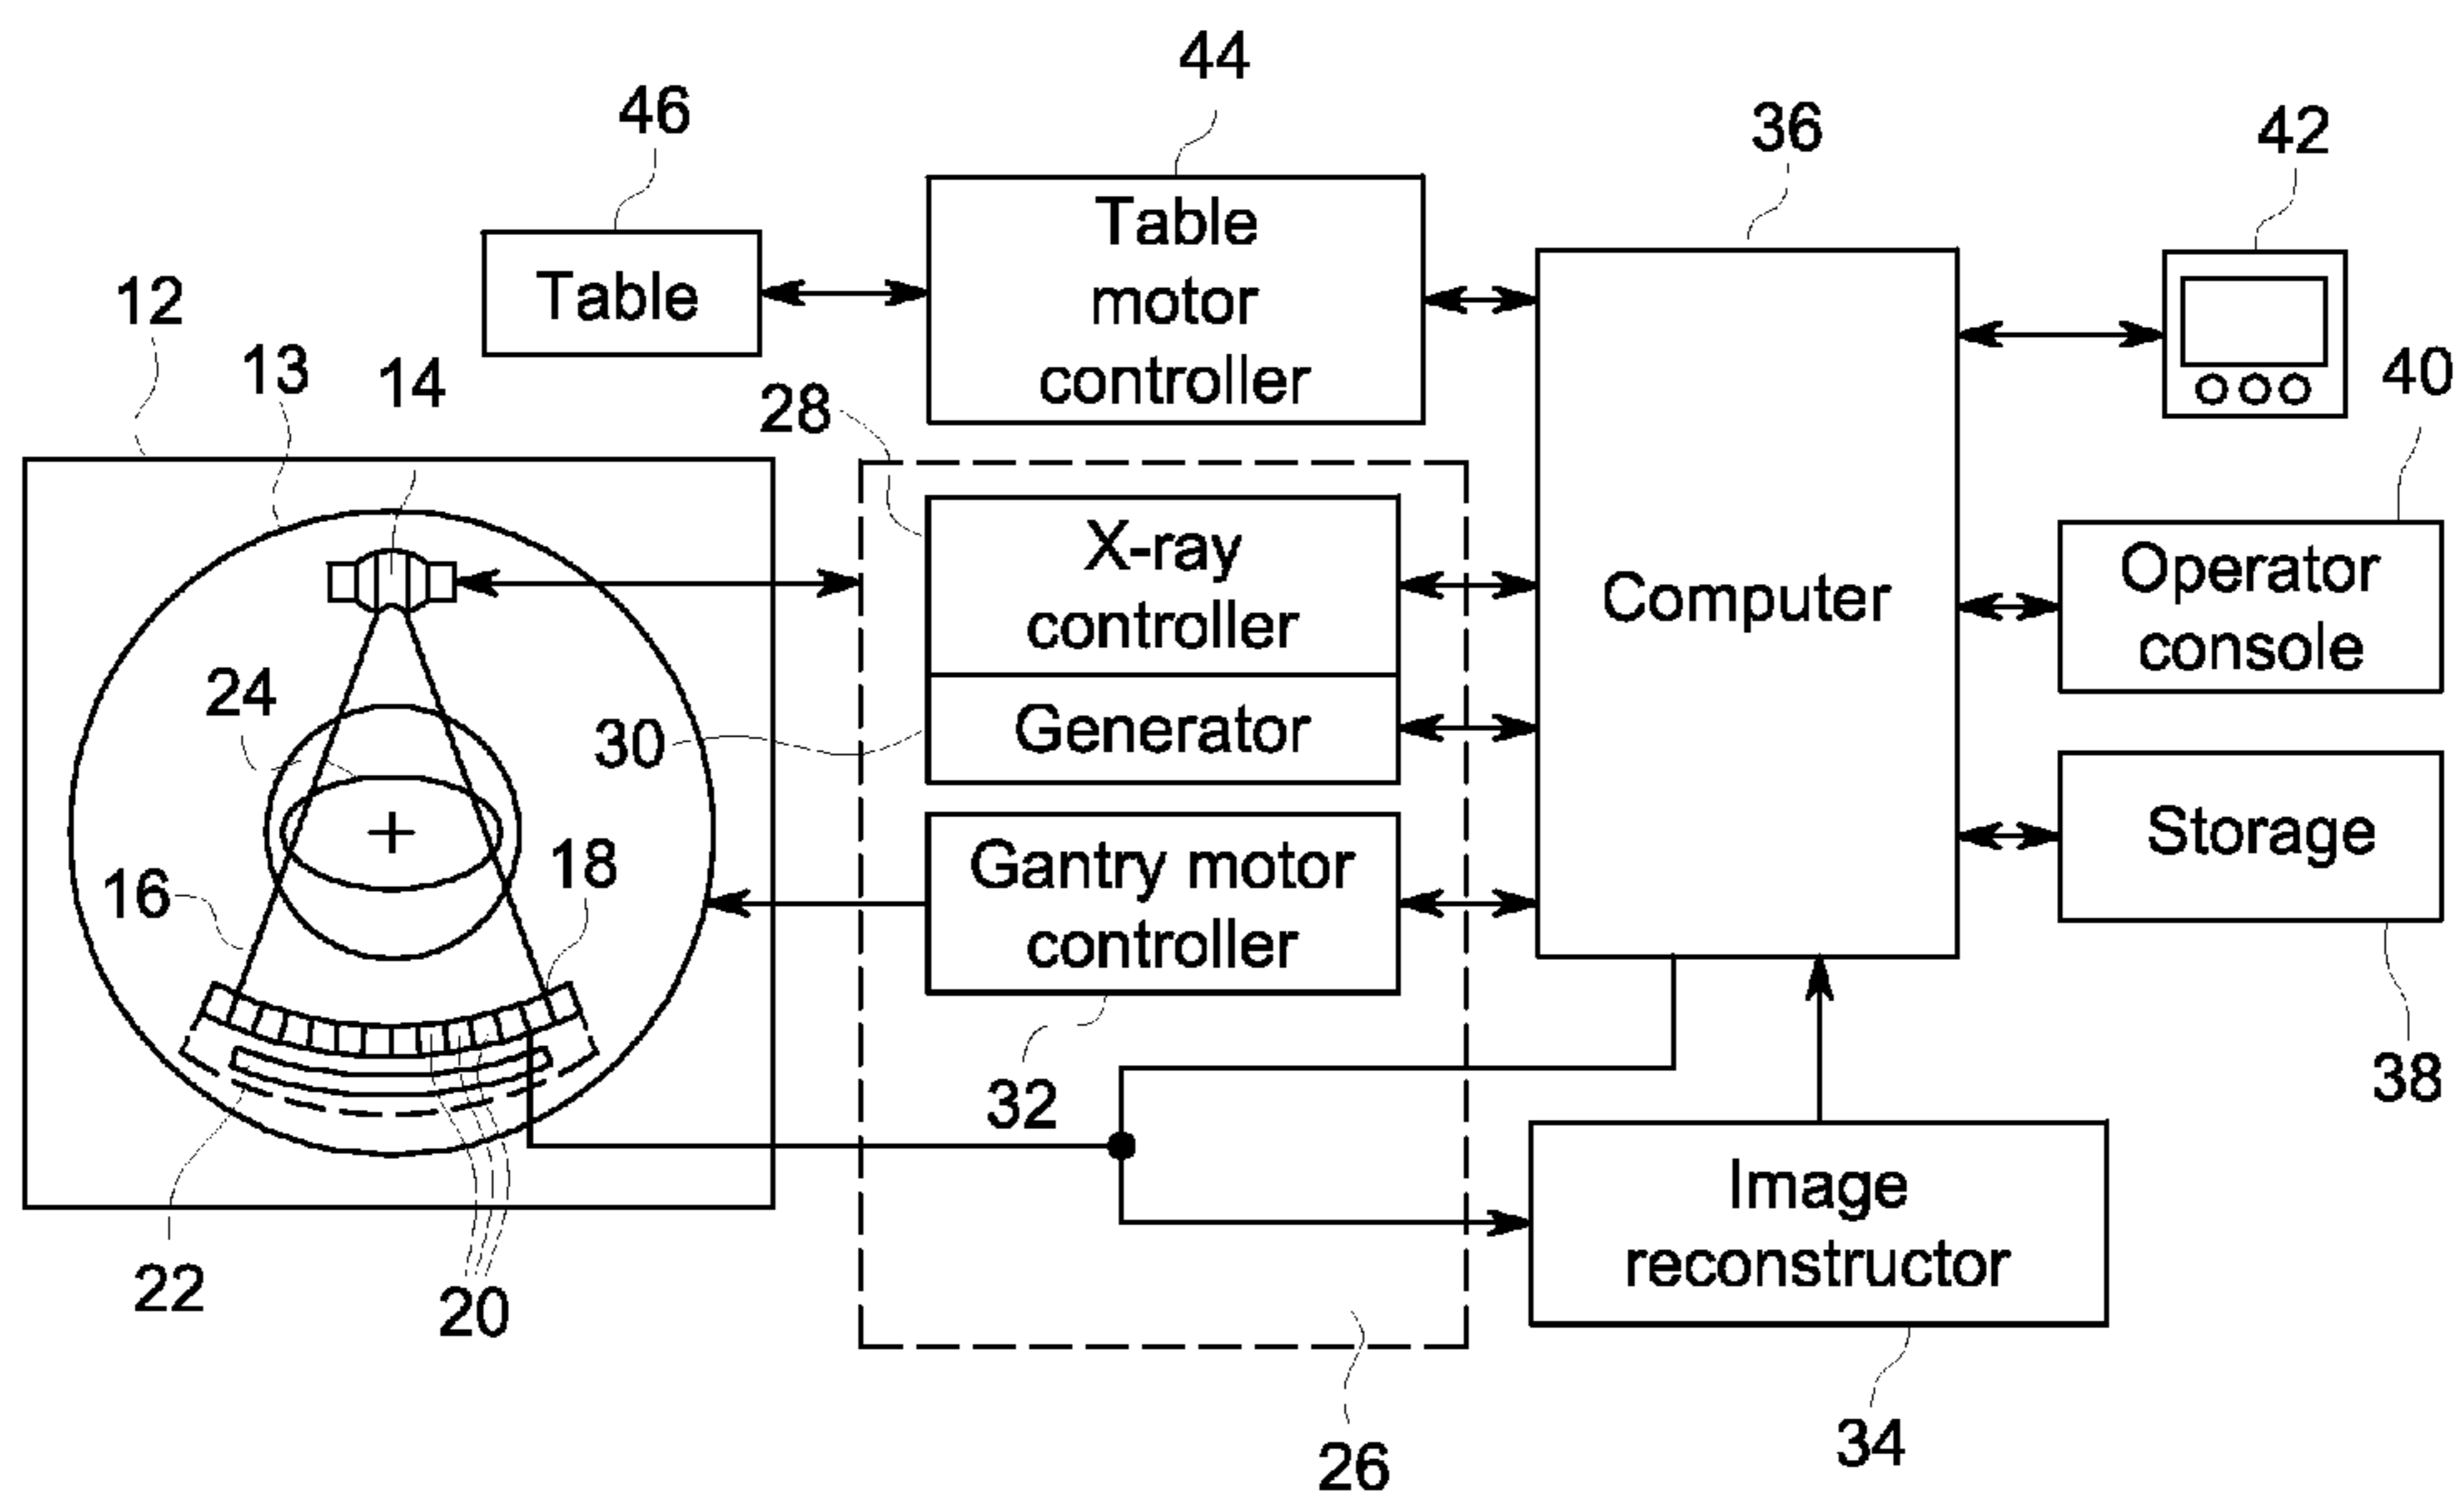 44
46
36
42
Table
motor
controller
Table
12
13
14
28
40
X-ray
controller
Computer
Operator
console
24
30
Generator
Storage
18
16
Gantry motor
controller
32
38
22
20
Image
reconstructor
34
26